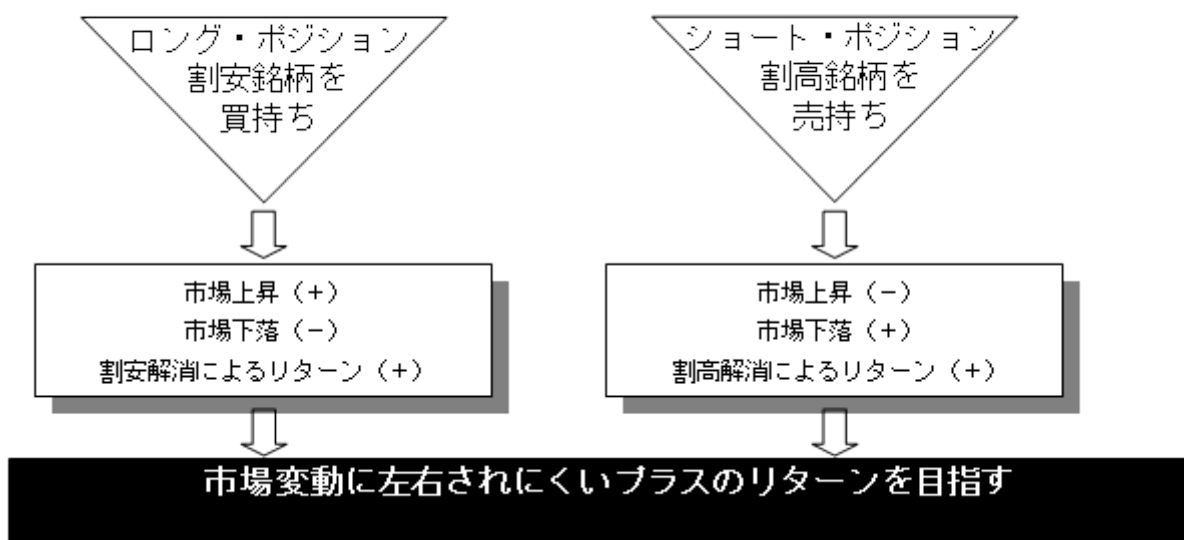 ロング・ポジション
割安銘柄を
買持ち
ショート・ポジション
割高銘柄を
売持ち
市場上昇（+）
市場下落（−）
割安解消によるリターン（+）
市場上昇（−）
市場下落（+）
割高解消によるリターン（+）
市場変動に左右されにくいプラスのリターンを目指す